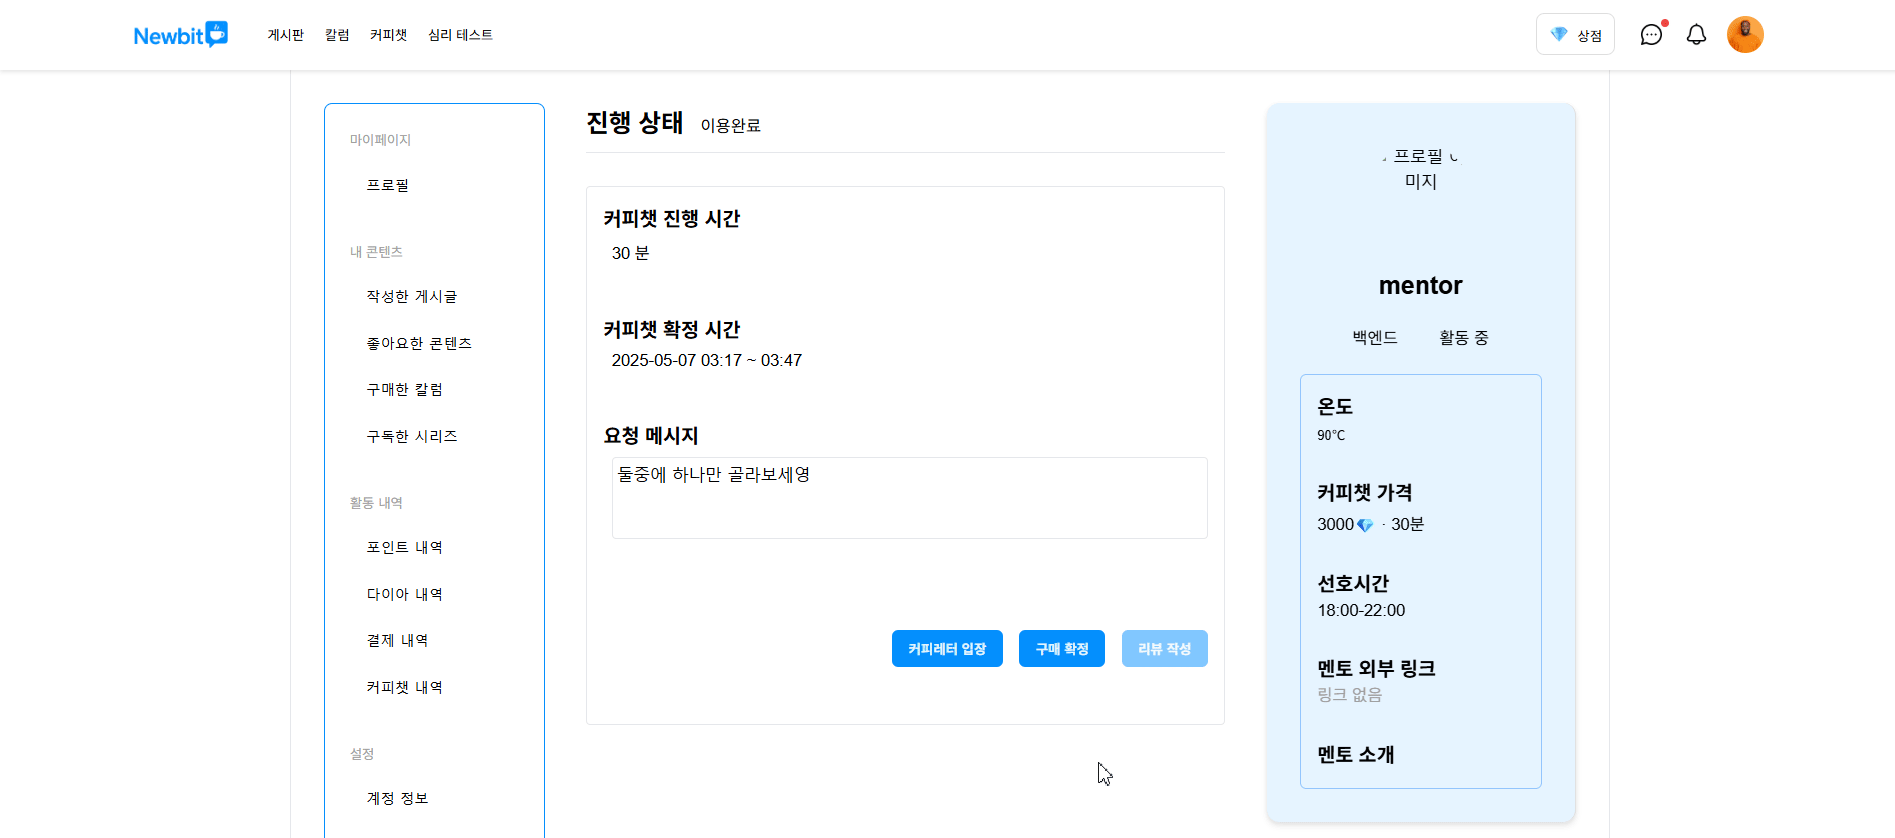 Newbit
게시판 칼럼 커피챗 심리 테스트
상점
마이페이지
프로필
내 콘텐츠
작성한 게시글
좋아요한 콘텐츠
구매한 칼럼
구독한 시리즈
활동 내역
포인트 내역
다이아 내역
결제 내역
커피챗 내역
설정
계정 정보
진행 상태 이용완료
커피챗 진행 시간
30 분
커피챗 확정 시간
2025-05-07 03:17 ~ 03:47
요청 메시지
둘중에 하나만 골라보세영
커피레터 입장 구매 확정 리뷰 작성
프로필
미지
mentor
백엔드 활동 중
온도
90℃
커피챗 가격
3000💎 · 30분
선호시간
18:00-22:00
멘토 외부 링크
링크 없음
멘토 소개